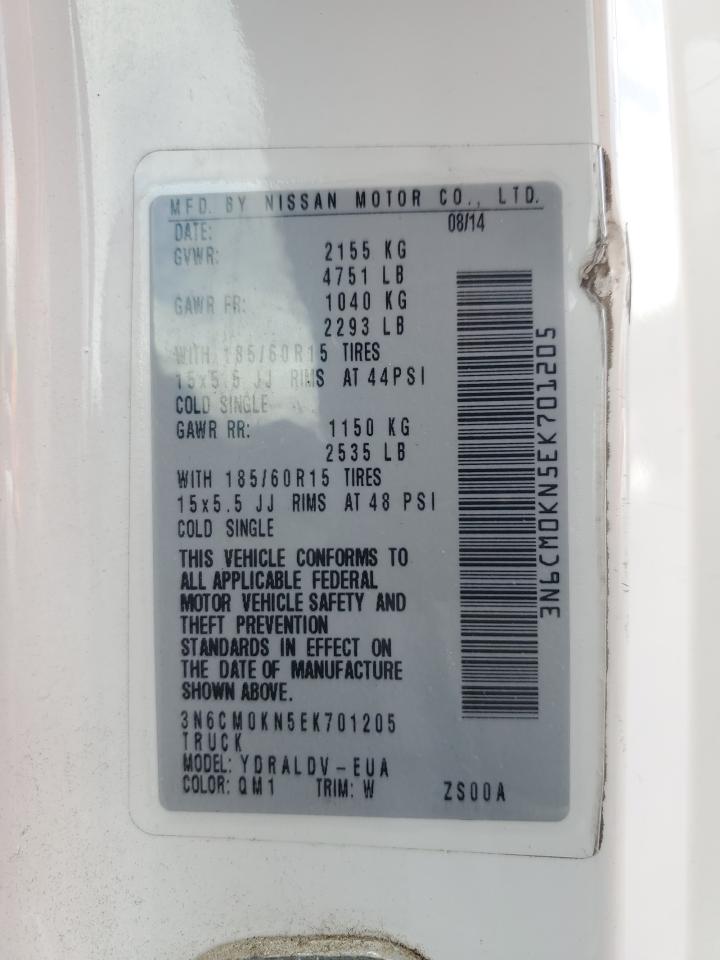 MFD. BY NISSAN MOTOR CO., LTD.
DATE: 08/14
GVWR: 2155 KG
4751 LB
GAWR FR: 1040 KG
2293 LB
WITH 185/60R15 TIRES
15x5.5 JJ RIMS AT 44PSI
COLD SINGLE
GAWR RR: 1150 KG
2535 LB
WITH 185/60R15 TIRES
15x5.5 JJ RIMS AT 48 PSI
COLD SINGLE
THIS VEHICLE CONFORMS TO
ALL APPLICABLE FEDERAL
MOTOR VEHICLE SAFETY AND
THEFT PREVENTION
STANDARDS IN EFFECT ON
THE DATE OF MANUFACTURE
SHOWN ABOVE.
3N6CM0KN5EK701205
TRUCK
MODEL: YDRALDV-EUA
COLOR: QM1 TRIM: W ZS00A
3N6CM0KN5EK701205